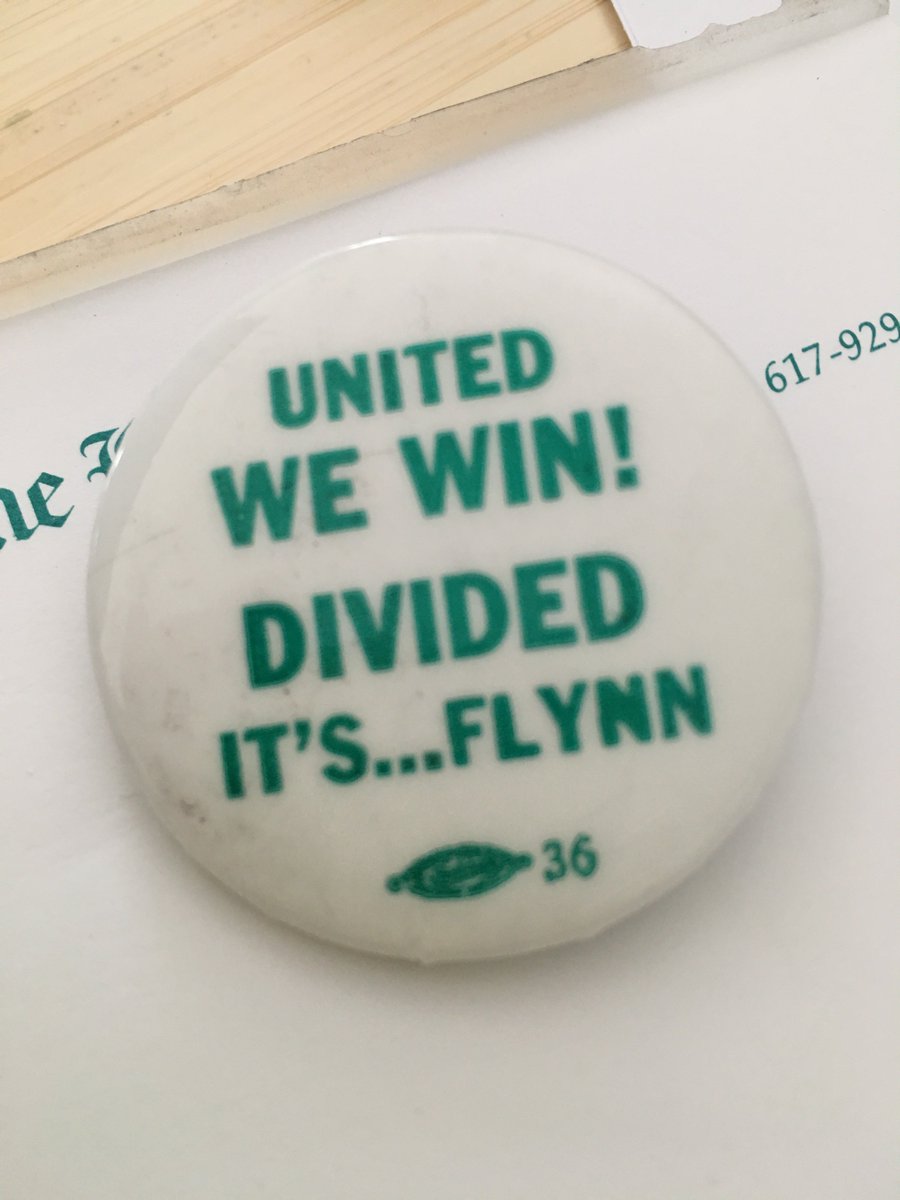 617-929
UNITED
WE WIN!
DIVIDED
IT'S...FLYNN
36